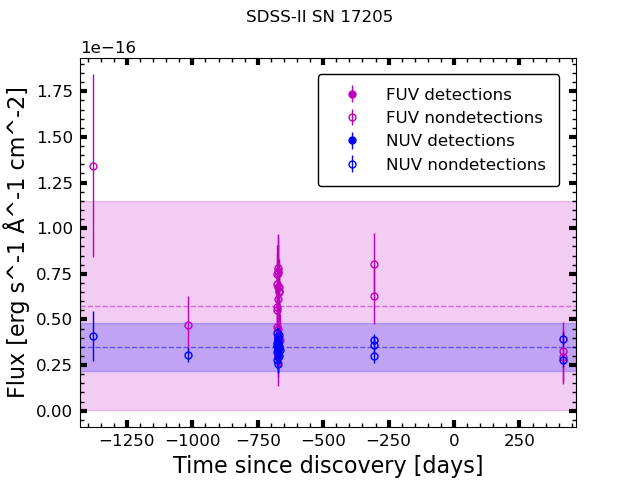 SDSS-II SN 17205
1e−16
FUV detections
FUV nondetections
NUV detections
NUV nondetections
1.75
1.50
1.25
1.00
0.75
0.50
0.25
0.00
Flux [erg s^-1 Å^-1 cm^-2]
−1250 −1000 −750 −500 −250 0 250
Time since discovery [days]